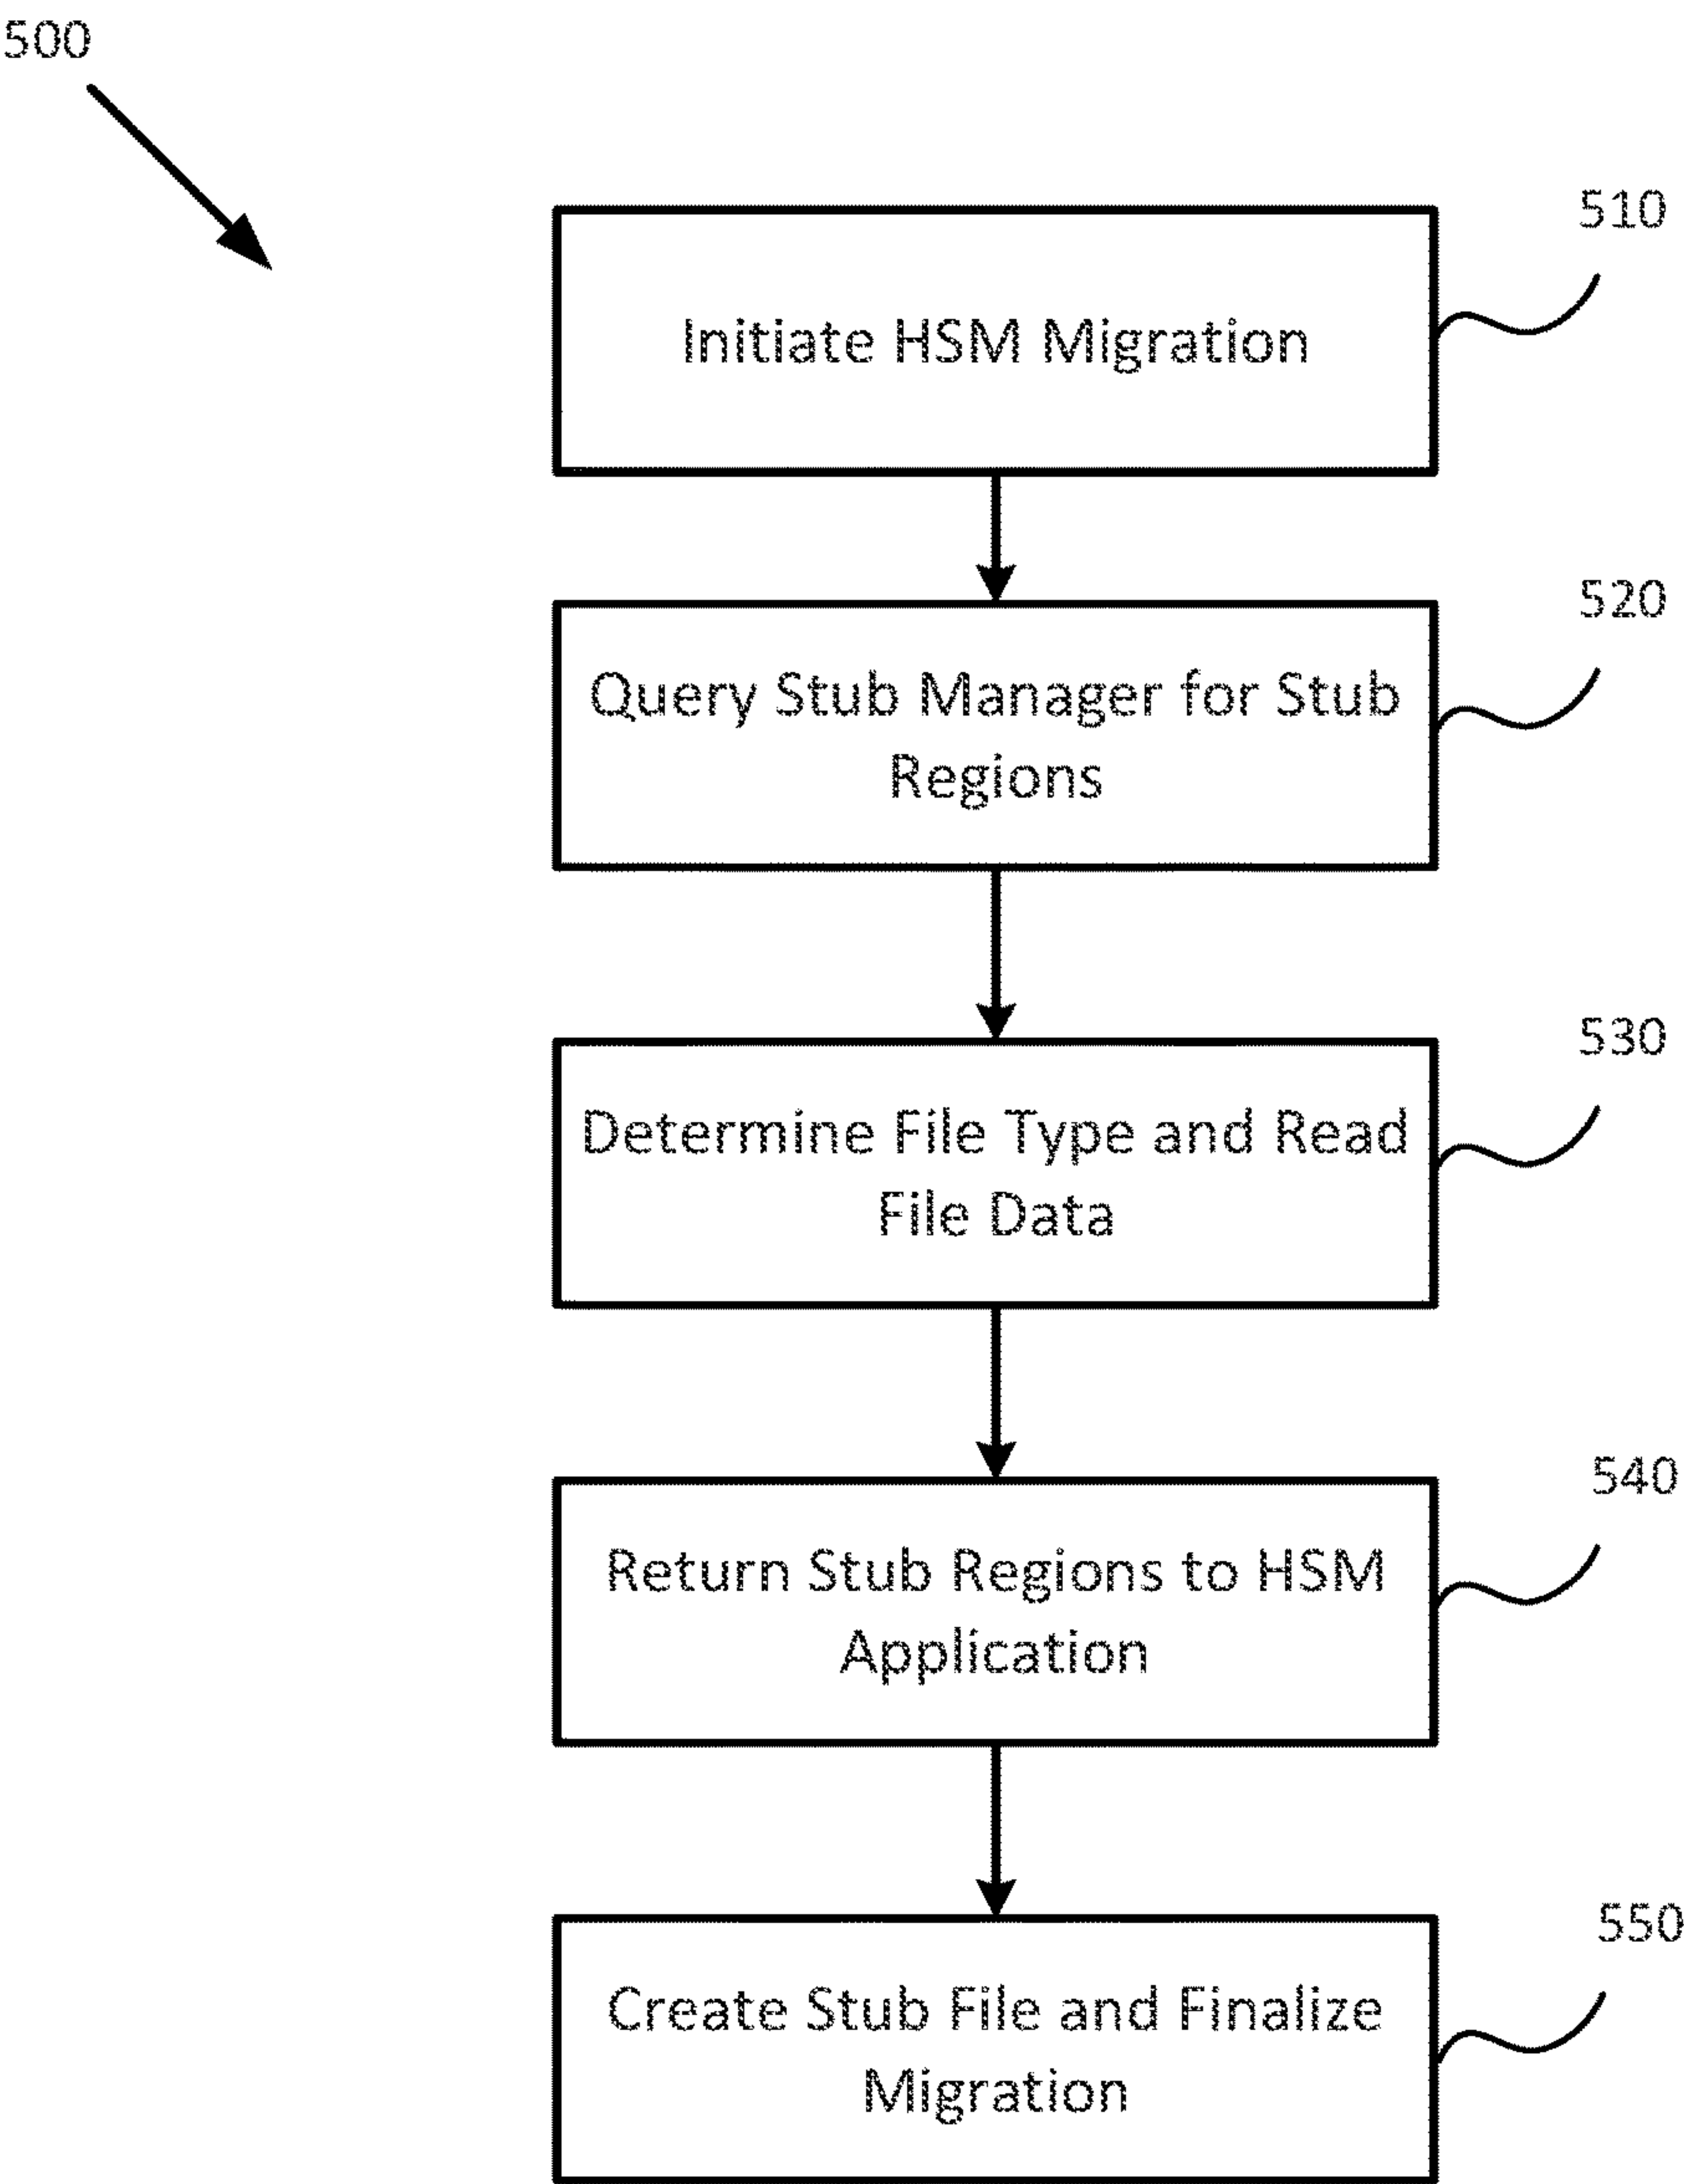 500
510
Initiate HSM Migration
520
Query Stub Manager for Stub
Regions
530
Determine File Type and Read
File Data
540
Return Stub Regions to HSM
Application
550
Create Stub File and Finalize
Migration